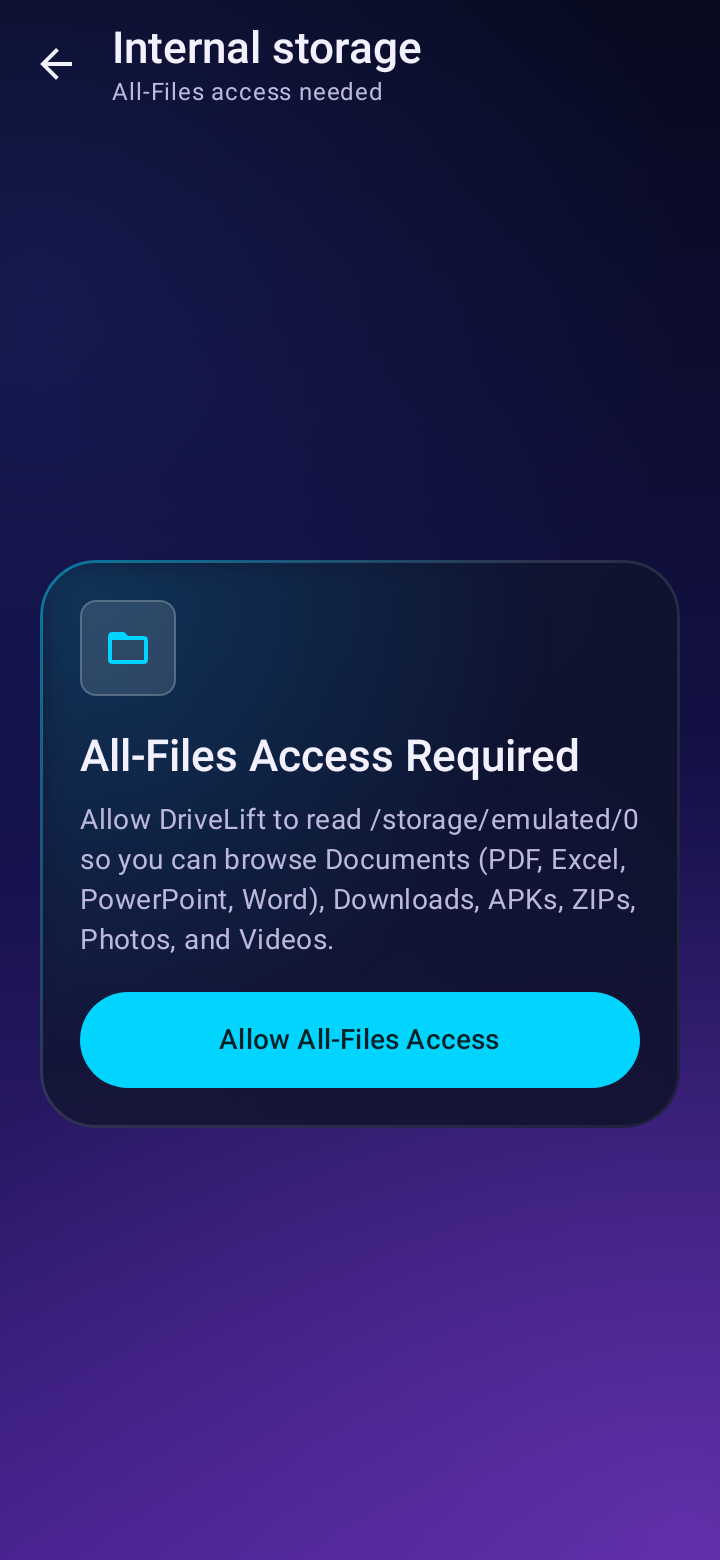 Internal storage
All-Files access needed
All-Files Access Required
Allow DriveLift to read /storage/emulated/0
so you can browse Documents (PDF, Excel,
PowerPoint, Word), Downloads, APKs, ZIPs,
Photos, and Videos.
Allow All-Files Access